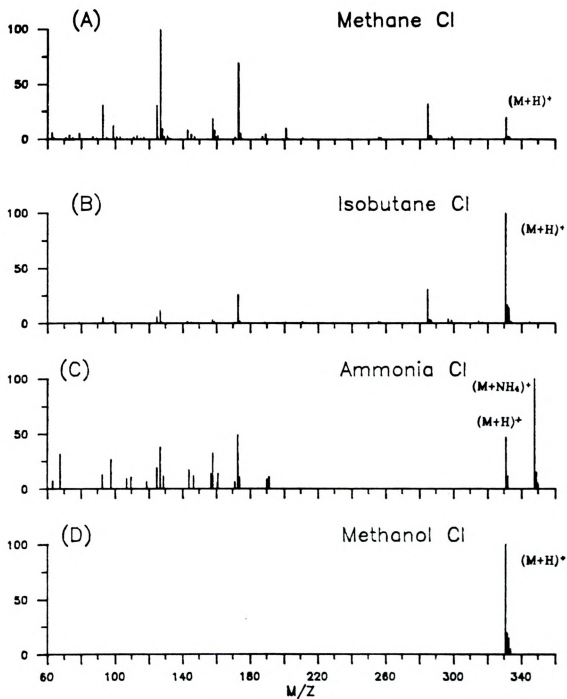 (A) Methane CI
100
50
0
(M+H)+
(B) Isobutane CI
100
50
0
(M+H)+
(C) Ammonia CI
100
50
0
(M+NH₄)+
(M+H)+
(D) Methanol CI
100
50
0
(M+H)+
60 100 140 180 220 260 300 340
M/Z